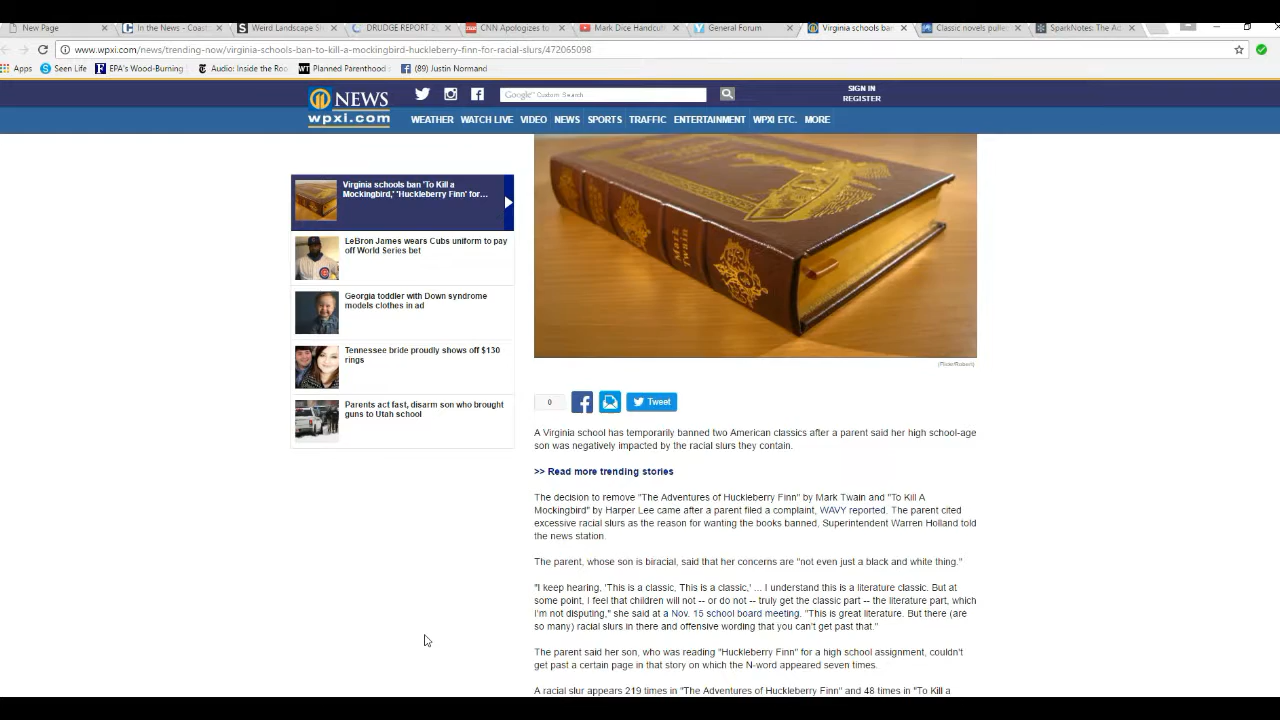 New Page
In the News - Coast
Weird Landscape S
DRUDGE REPORT 2
CNN Apologizes to
Mark Dice Handcuff
General Forum
Virginia schools ban
Classic novels pulle
SparkNotes: The Ad
www.wpxi.com/news/trending-now/virginia-schools-ban-to-kill-a-mockingbird-huckleberry-finn-for-racial-slurs/472065098
Apps
Seen Life
EPA's Wood-Burning
Audio: Inside the Roo
Planned Parenthood
(89) Justin Normand
NEWS
wpxi.com
Google Custom Search
SIGN IN
REGISTER
WEATHER WATCH LIVE VIDEO NEWS SPORTS TRAFFIC ENTERTAINMENT WPXI ETC. MORE
Virginia schools ban 'To Kill a
Mockingbird,' 'Huckleberry Finn' for...
LeBron James wears Cubs uniform to pay
off World Series bet
Georgia toddler with Down syndrome
models clothes in ad
Tennessee bride proudly shows off $130
rings
Parents act fast, disarm son who brought
guns to Utah school
Mark Twain
0
Tweet
A Virginia school has temporarily banned two American classics after a parent said her high school-age
son was negatively impacted by the racial slurs they contain.
>> Read more trending stories
The decision to remove "The Adventures of Huckleberry Finn" by Mark Twain and "To Kill A
Mockingbird" by Harper Lee came after a parent filed a complaint, WAVY reported. The parent cited
excessive racial slurs as the reason for wanting the books banned, Superintendent Warren Holland told
the news station.
The parent, whose son is biracial, said that her concerns are "not even just a black and white thing."
"I keep hearing, 'This is a classic, This is a classic,' ... I understand this is a literature classic. But at
some point, I feel that children will not -- or do not -- truly get the classic part -- the literature part, which
I'm not disputing," she said at a Nov. 15 school board meeting. "This is great literature. But there (are
so many) racial slurs in there and offensive wording that you can't get past that."
The parent said her son, who was reading "Huckleberry Finn" for a high school assignment, couldn't
get past a certain page in that story on which the N-word appeared seven times.
A racial slur appears 219 times in "The Adventures of Huckleberry Finn" and 48 times in "To Kill a